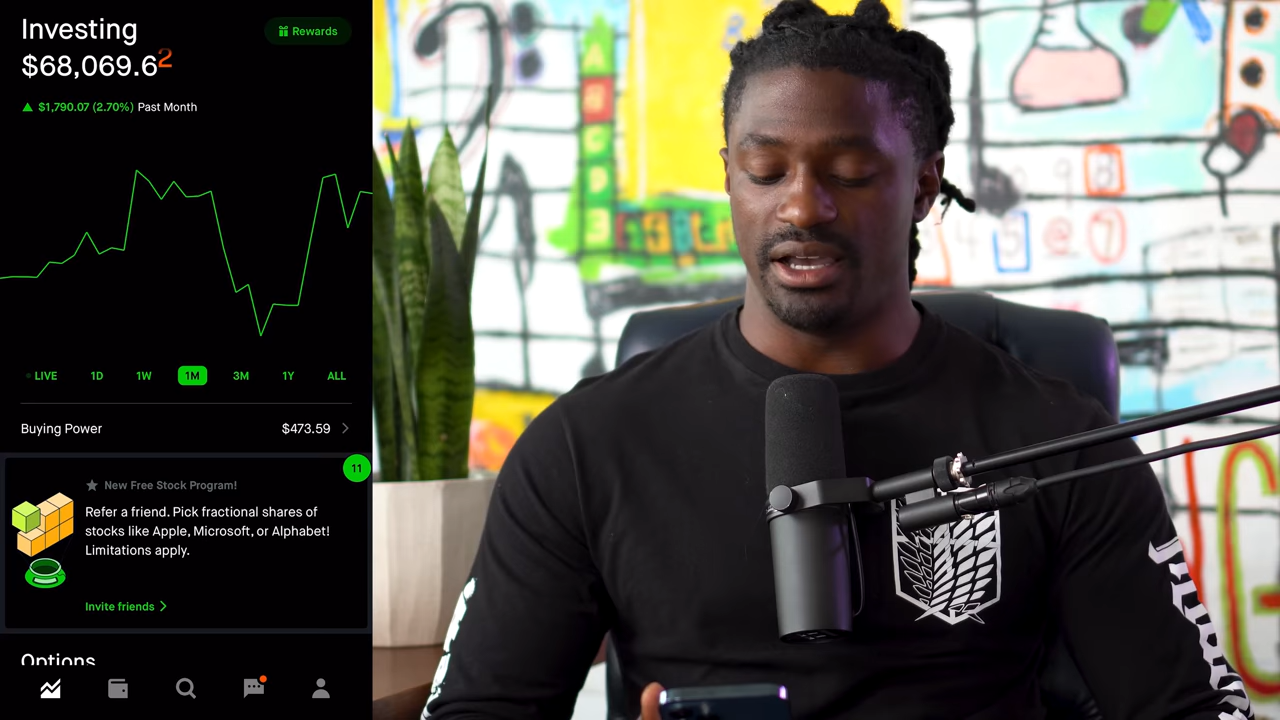 Investing
Rewards
$68,069.62
$1,790.07 (2.70%) Past Month
LIVE 1D 1W 1M 3M 1Y ALL
Buying Power $473.59
11
New Free Stock Program!
Refer a friend. Pick fractional shares of
stocks like Apple, Microsoft, or Alphabet!
Limitations apply.
Invite friends
Options